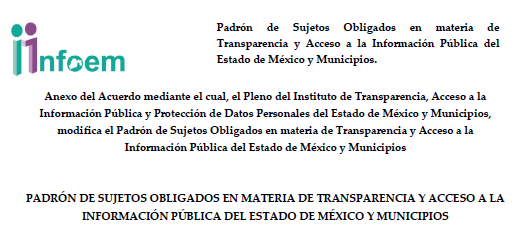 Padrón de Sujetos Obligados en materia de
Transparencia y Acceso a la Información Pública del
Estado de México y Municipios.
infoem
Anexo del Acuerdo mediante el cual, el Pleno del Instituto de Transparencia, Acceso a la
Información Pública y Protección de Datos Personales del Estado de México y Municipios,
modifica el Padrón de Sujetos Obligados en materia de Transparencia y Acceso a la
Información Pública del Estado de México y Municipios
PADRÓN DE SUJETOS OBLIGADOS EN MATERIA DE TRANSPARENCIA Y ACCESO A LA
INFORMACIÓN PÚBLICA DEL ESTADO DE MÉXICO Y MUNICIPIOS